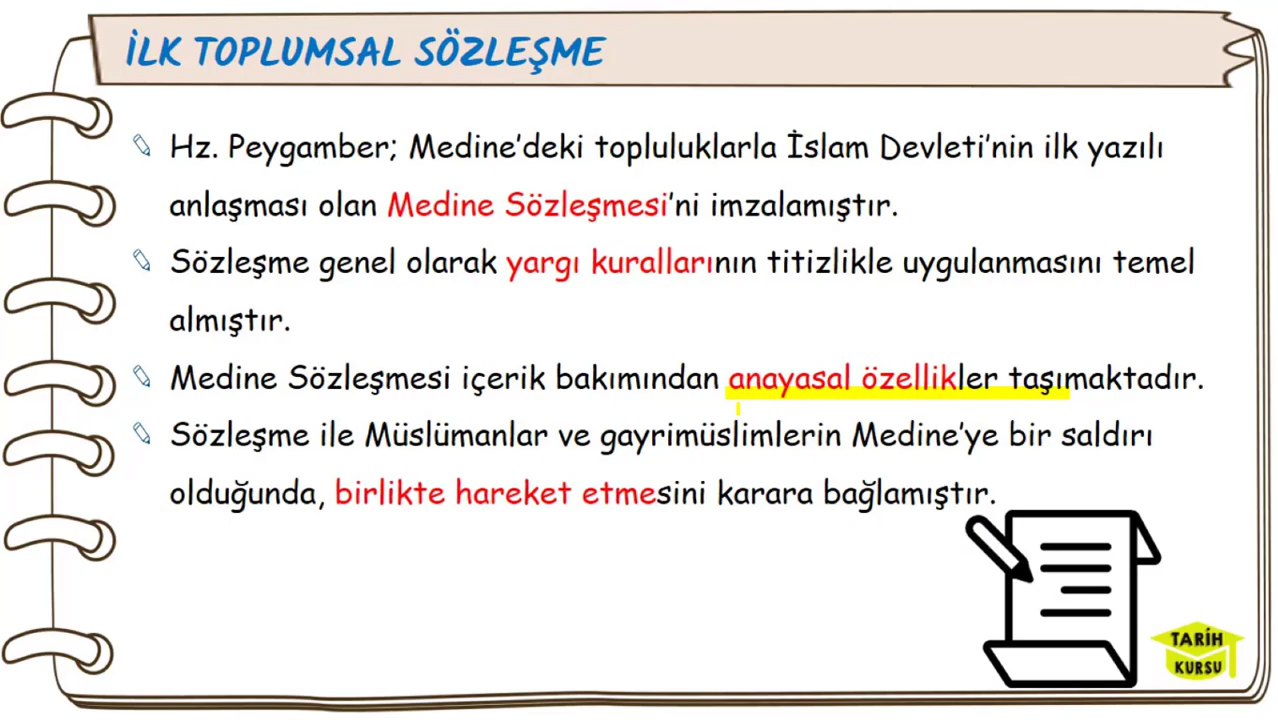 İLK TOPLUMSAL SÖZLEŞME
Hz. Peygamber; Medine'deki topluluklarla İslam Devleti'nin ilk yazılı
anlaşması olan Medine Sözleşmesi'ni imzalamıştır.
Sözleşme genel olarak yargı kurallarının titizlikle uygulanmasını temel
almıştır.
Medine Sözleşmesi içerik bakımından anayasal özellikler taşımaktadır.
Sözleşme ile Müslümanlar ve gayrimüslimlerin Medine'ye bir saldırı
olduğunda, birlikte hareket etmesini karara bağlamıştır.
TARİH
KURSU